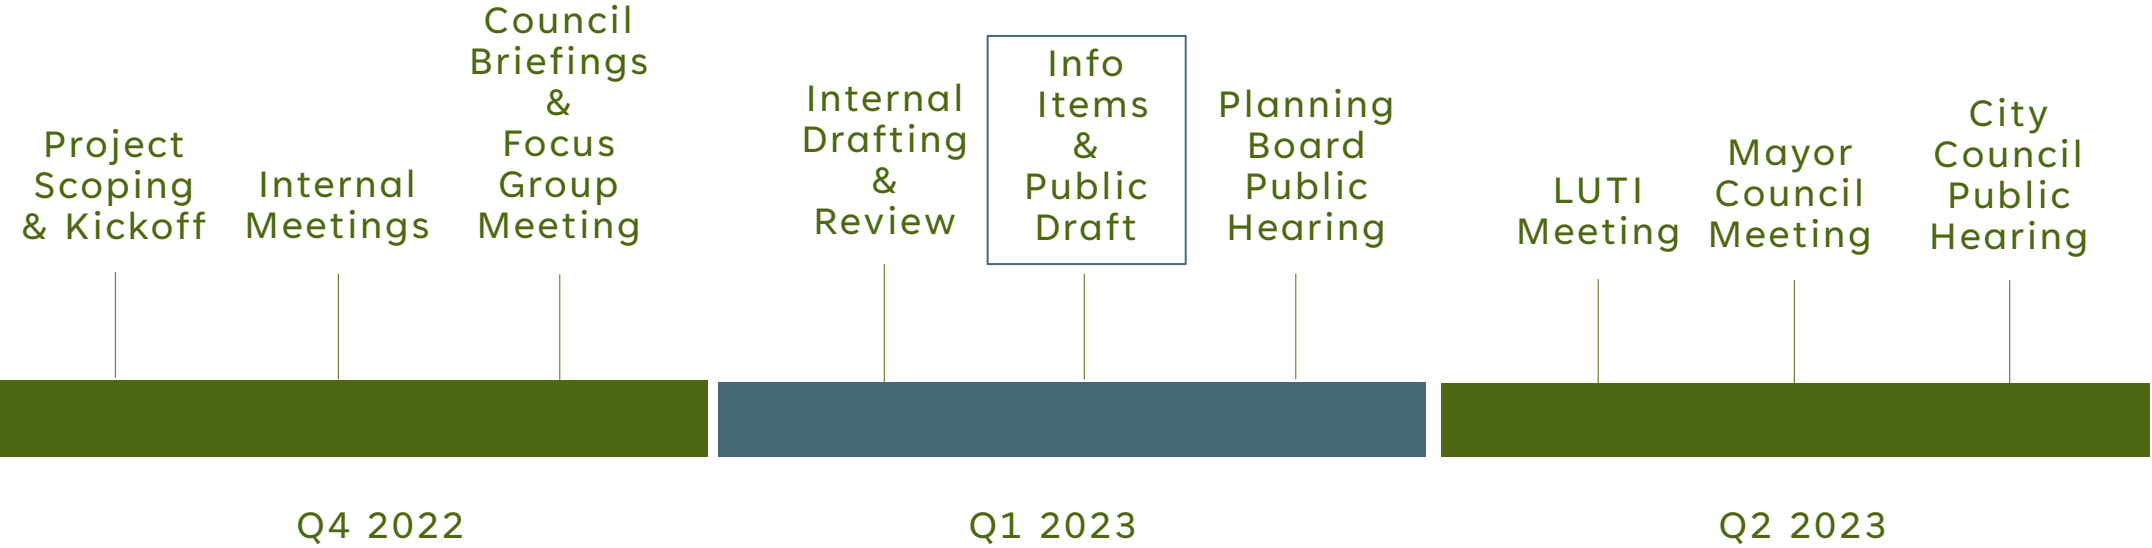 Project
Scoping
& Kickoff
Internal
Meetings
Council
Briefings
&
Focus
Group
Meeting
Internal
Drafting
&
Review
Info
Items
&
Public
Draft
Planning
Board
Public
Hearing
LUTI
Meeting
Mayor
Council
Meeting
City
Council
Public
Hearing
Q4 2022
Q1 2023
Q2 2023